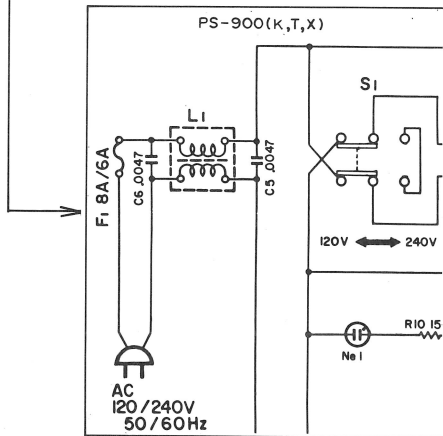 PS-900(K,T,X)
L1
S1
F1 8A/6A
C6 .0047
C5 .0047
120V 240V
Ne1
R10 15
AC
120/240V
50/60Hz